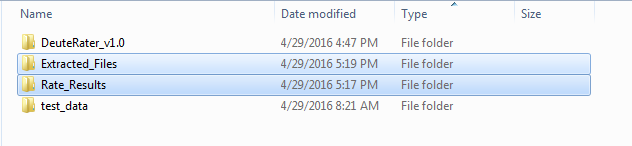 Name Date modified Type Size
DeuteRater_v1.0 4/29/2016 4:47 PM File folder
Extracted_Files 4/29/2016 5:19 PM File folder
Rate_Results 4/29/2016 5:17 PM File folder
test_data 4/29/2016 8:21 AM File folder